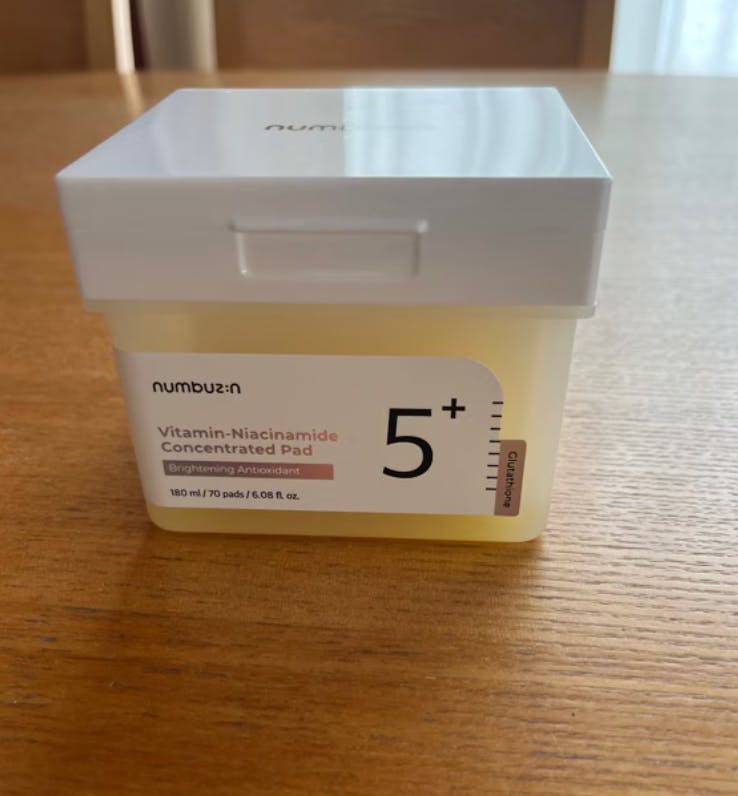 numbuz:n
Vitamin-Niacinamide
Concentrated Pad
Brightening Antioxidant
180 ml / 70 pads / 6.08 fl. oz.
5+
Glutathione